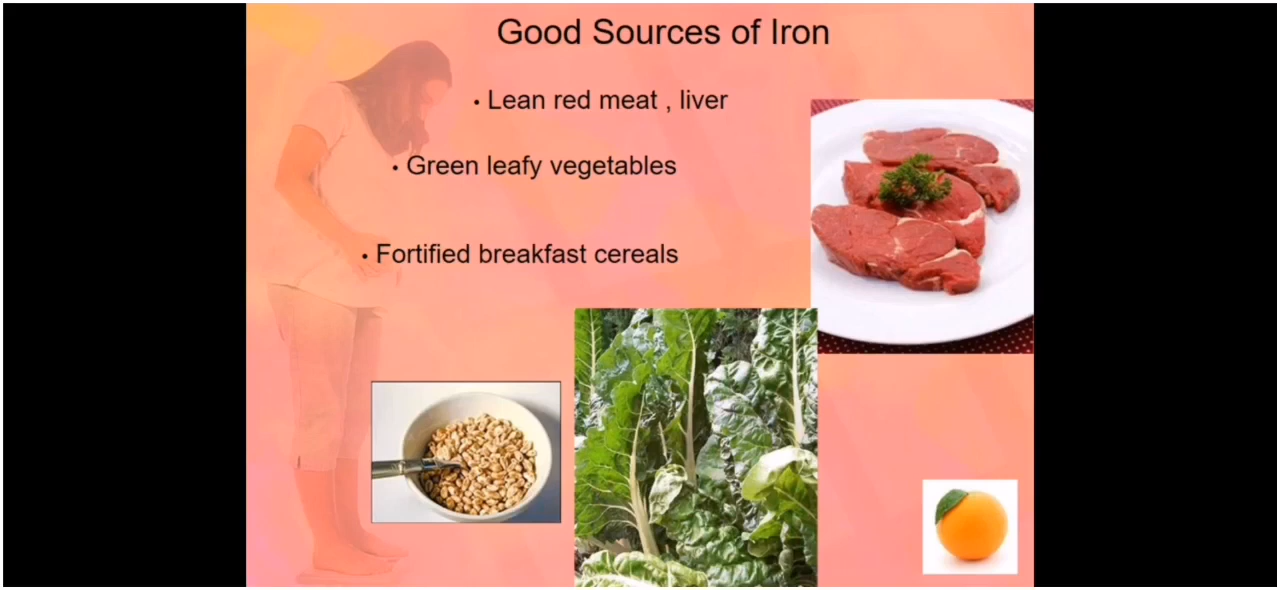 Good Sources of Iron
• Lean red meat , liver
• Green leafy vegetables
• Fortified breakfast cereals